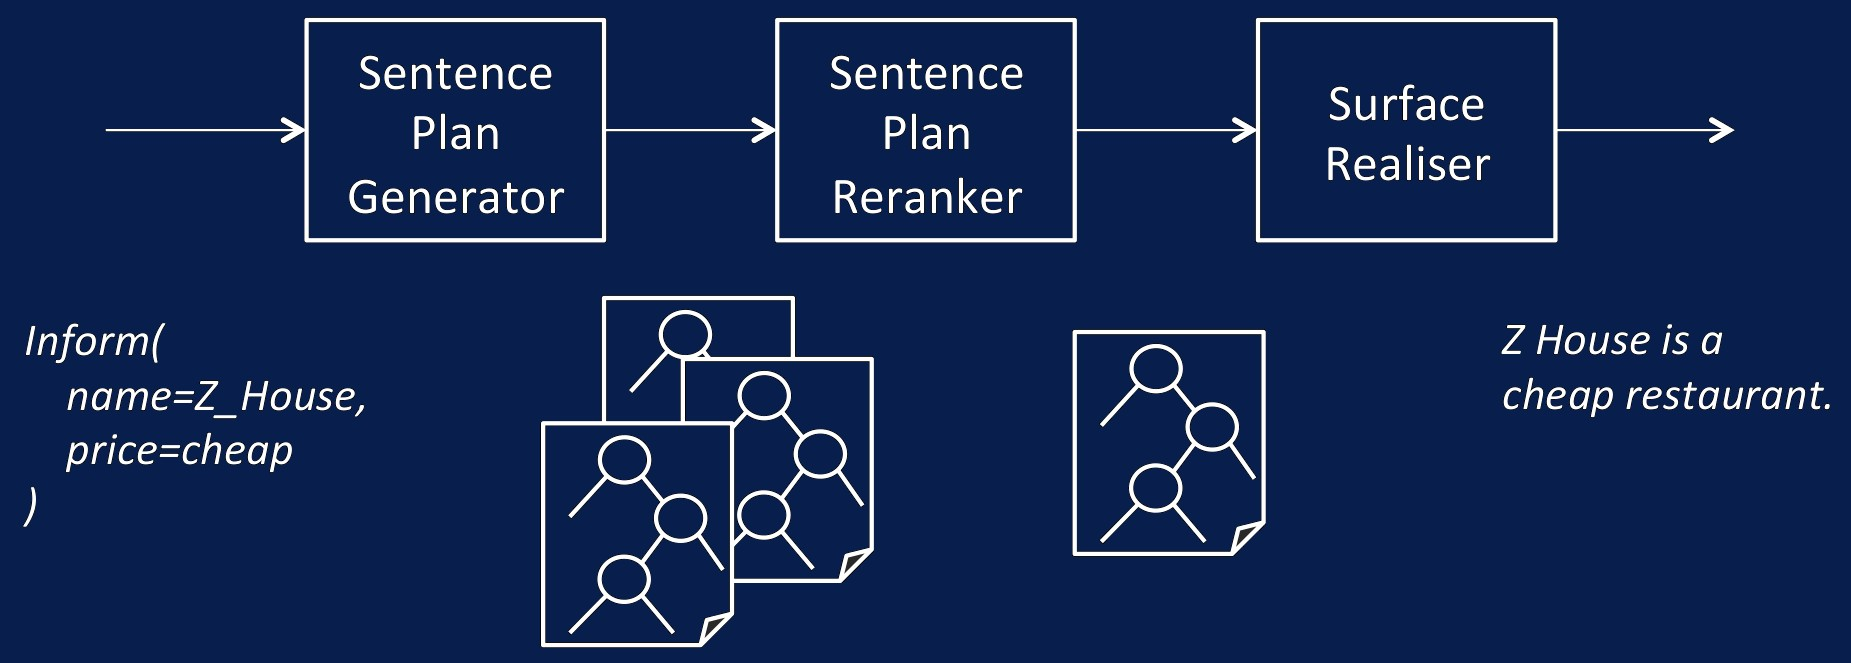 Sentence
Plan
Generator
Sentence
Plan
Reranker
Surface
Realiser
Inform(
name=Z_House,
price=cheap
)
Z House is a
cheap restaurant.